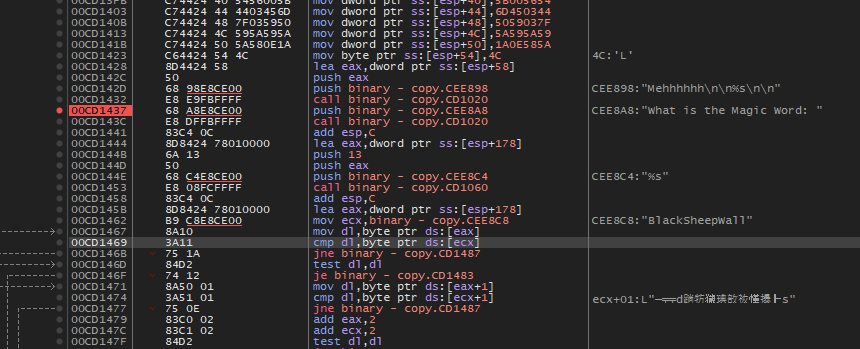 00CD13FB C74424 40 5456005B mov dword ptr ss:[esp+40],5B005654
00CD1403 C74424 44 4403456D mov dword ptr ss:[esp+44],6D450344
00CD140B C74424 48 7F035950 mov dword ptr ss:[esp+48],5059037F
00CD1413 C74424 4C 595A595A mov dword ptr ss:[esp+4C],5A595A59
00CD141B C74424 50 5A580E1A mov dword ptr ss:[esp+50],1A0E585A
00CD1423 C64424 54 4C mov byte ptr ss:[esp+54],4C 4C:'L'
00CD1428 8D4424 58 lea eax,dword ptr ss:[esp+58]
00CD142C 50 push eax
00CD142D 68 98E8CE00 push binary - copy.CEE898 CEE898:"Mehhhhhh\n\n%s\n\n"
00CD1432 E8 E9FBFFFF call binary - copy.CD1020
00CD1437 68 A8E8CE00 push binary - copy.CEE8A8 CEE8A8:"What is the Magic Word: "
00CD143C E8 DFFBFFFF call binary - copy.CD1020
00CD1441 83C4 0C add esp,C
00CD1444 8D8424 78010000 lea eax,dword ptr ss:[esp+178]
00CD144B 6A 13 push 13
00CD144D 50 push eax
00CD144E 68 C4E8CE00 push binary - copy.CEE8C4 CEE8C4:"%s"
00CD1453 E8 08FCFFFF call binary - copy.CD1060
00CD1458 83C4 0C add esp,C
00CD145B 8D8424 78010000 lea eax,dword ptr ss:[esp+178]
00CD1462 B9 C8E8CE00 mov ecx,binary - copy.CEE8C8 CEE8C8:"BlackSheepWall"
00CD1467 8A10 mov dl,byte ptr ds:[eax]
00CD1469 3A11 cmp dl,byte ptr ds:[ecx]
00CD146B 75 1A jne binary - copy.CD1487
00CD146D 84D2 test dl,dl
00CD146F 74 12 je binary - copy.CD1483
00CD1471 8A50 01 mov dl,byte ptr ds:[eax+1]
00CD1474 3A51 01 cmp dl,byte ptr ds:[ecx+1] ecx+01:L"
00CD1477 75 0E jne binary - copy.CD1487
00CD1479 83C0 02 add eax,2
00CD147C 83C1 02 add ecx,2
00CD147F 84D2 test dl,dl